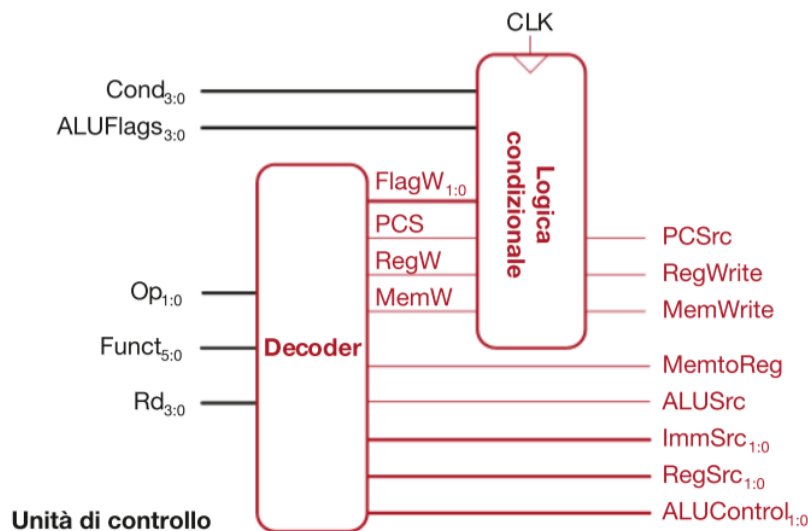 CLK
Cond3:0
ALUFlags3:0
Logica
condizionale
FlagW1:0
PCS
RegW
MemW
PCSrc
RegWrite
MemWrite
Op1:0
Funct5:0
Rd3:0
Decoder
MemtoReg
ALUSrc
ImmSrc1:0
RegSrc1:0
ALUControl1:0
Unità di controllo